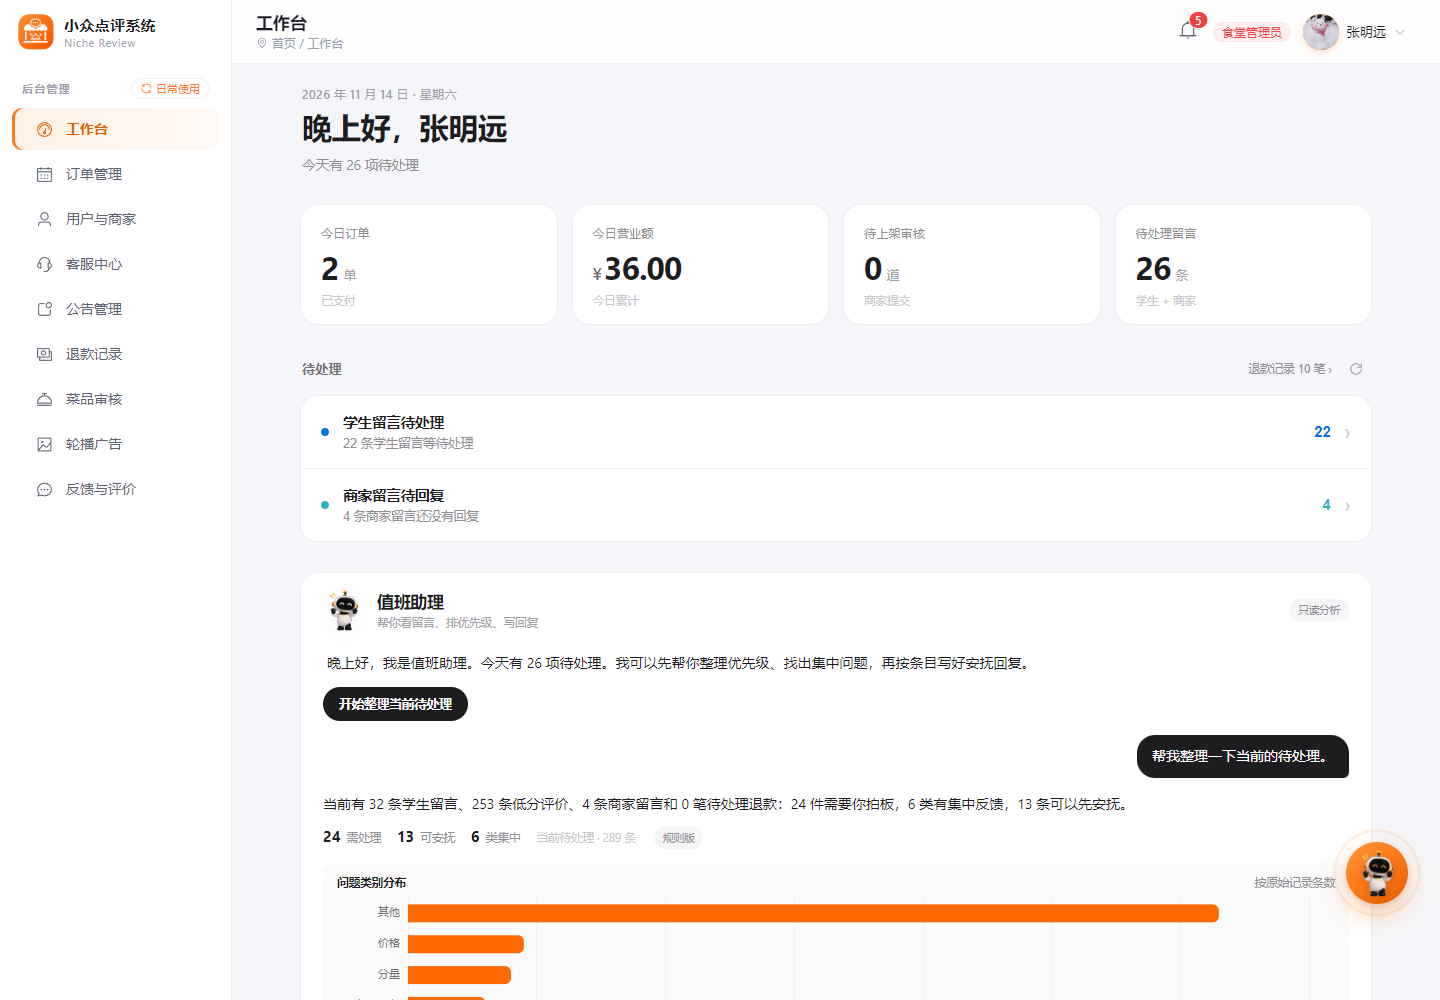 小众点评系统
Niche Review
后台管理
日常使用
工作台
订单管理
用户与商家
客服中心
公告管理
退款记录
菜品审核
轮播广告
反馈与评价
工作台
首页 / 工作台
5
食堂管理员
张明远
2026 年 11 月 14 日 · 星期六
晚上好，张明远
今天有 26 项待处理
今日订单
2 单
已支付
今日营业额
¥36.00
今日累计
待上架审核
0 道
商家提交
待处理留言
26 条
学生 + 商家
待处理
退款记录 10 笔 ›
学生留言待处理
22 条学生留言等待处理
22
商家留言待回复
4 条商家留言还没有回复
4
值班助理
帮你看留言、排优先级、写回复
只读分析
晚上好，我是值班助理。今天有 26 项待处理。我可以先帮你整理优先级、找出集中问题，再按条目写好安抚回复。
开始整理当前待处理
帮我整理一下当前的待处理。
当前有 32 条学生留言、253 条低分评价、4 条商家留言和 0 笔待处理退款：24 件需要你拍板，6 类有集中反馈，13 条可以先安抚。
24 需处理 13 可安抚 6 类集中 当前待处理 · 289 条 规则版
问题类别分布
按原始记录条数
其他
价格
分量